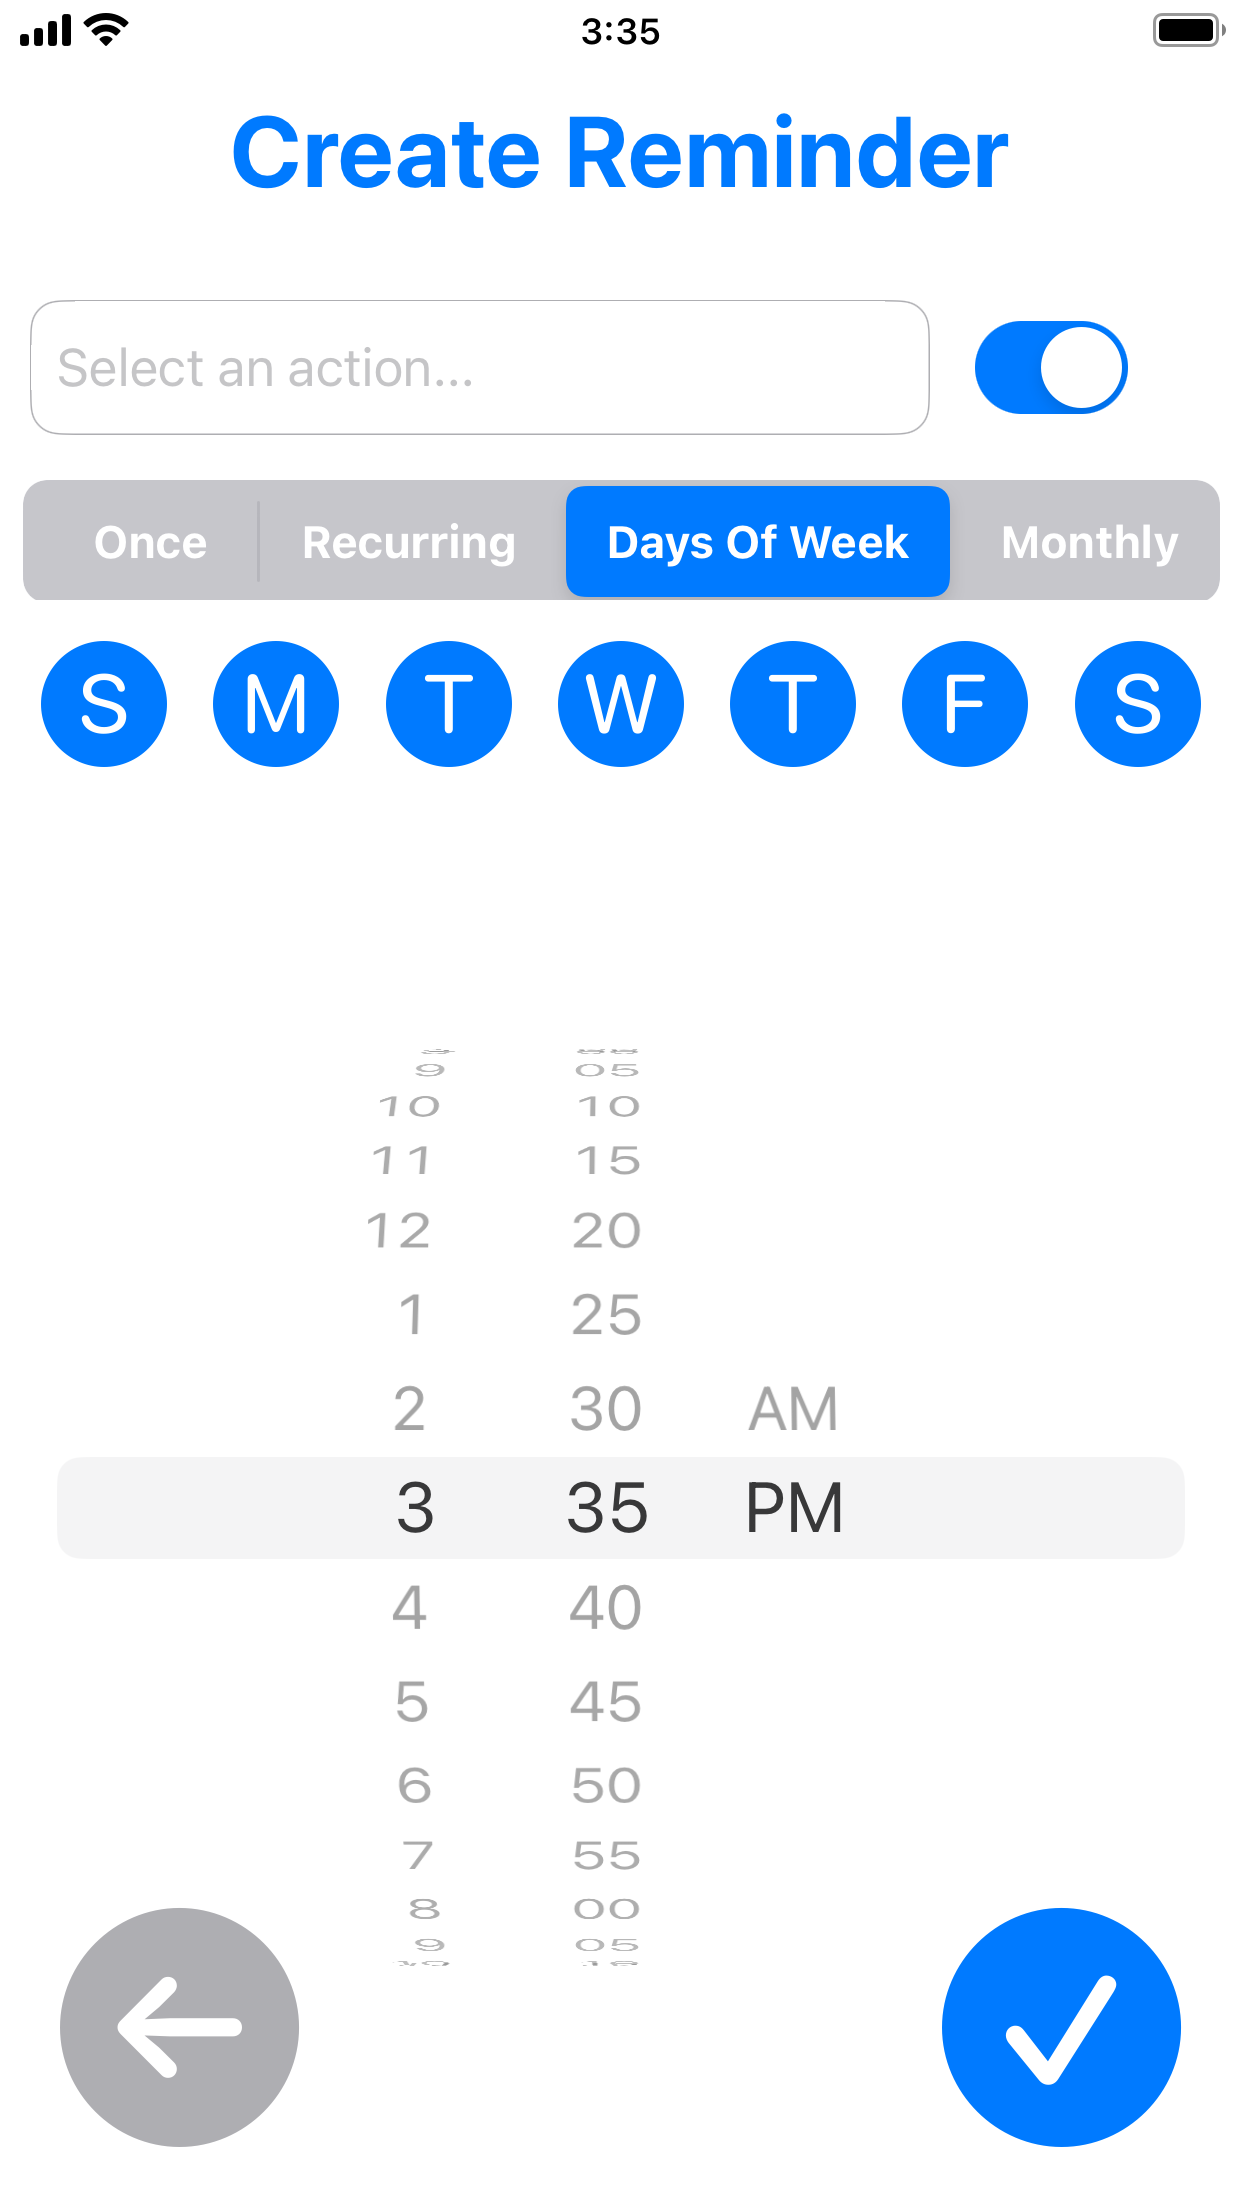 3:35
Create Reminder
Select an action...
Once Recurring Days Of Week Monthly
S M T W T F S
9 05
10 10
11 15
12 20
1 25
2 30 AM
3 35 PM
4 40
5 45
6 50
7 55
8 00
9 05